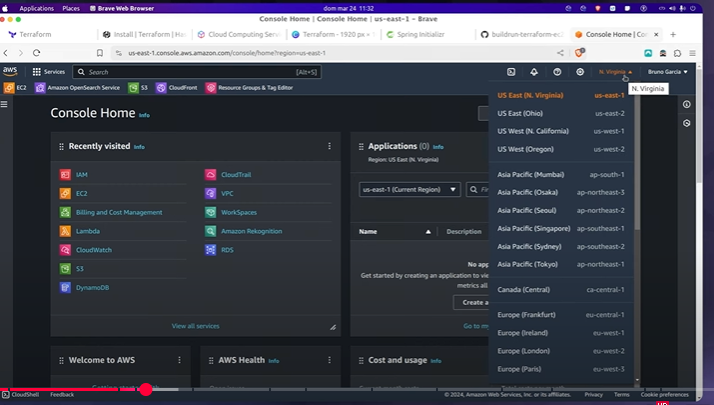 Applications Places Brave Web Browser dom mar 11:32
Console Home | Console Home | us-east-1 - Brave
Terraform
Install | Terraform | Ha
Cloud Computing Serv
Terraform - 1920 px ×
Spring Initializr
buildrun-terraform-ec
Console Home | Con
us-east-1.console.aws.amazon.com/console/home?region=us-east-1
aws Services Search [Alt+S] N. Virginia Bruno Garcia
EC2 Amazon OpenSearch Service S3 CloudFront Resource Groups & Tag Editor
N. Virginia
Console Home Info
Recently visited Info
IAM
EC2
Billing and Cost Management
Lambda
CloudWatch
S3
DynamoDB
CloudTrail
VPC
WorkSpaces
Amazon Rekognition
RDS
View all services
Applications (0) Info
Region: US East (N. Virginia)
us-east-1 (Current Region)
Name Description
No app
Get started by creating an application to view
metrics all
Create a
Go to my
US East (N. Virginia) us-east-1
US East (Ohio) us-east-2
US West (N. California) us-west-1
US West (Oregon) us-west-2
Asia Pacific (Mumbai) ap-south-1
Asia Pacific (Osaka) ap-northeast-3
Asia Pacific (Seoul) ap-northeast-2
Asia Pacific (Singapore) ap-southeast-1
Asia Pacific (Sydney) ap-southeast-2
Asia Pacific (Tokyo) ap-northeast-1
Canada (Central) ca-central-1
Europe (Frankfurt) eu-central-1
Europe (Ireland) eu-west-1
Europe (London) eu-west-2
Europe (Paris) eu-west-3
Welcome to AWS
AWS Health Info
Cost and usage Info
CloudShell Feedback © 2024, Amazon Web Services, Inc. or its affiliates. Privacy Terms Cookie preferences
HD